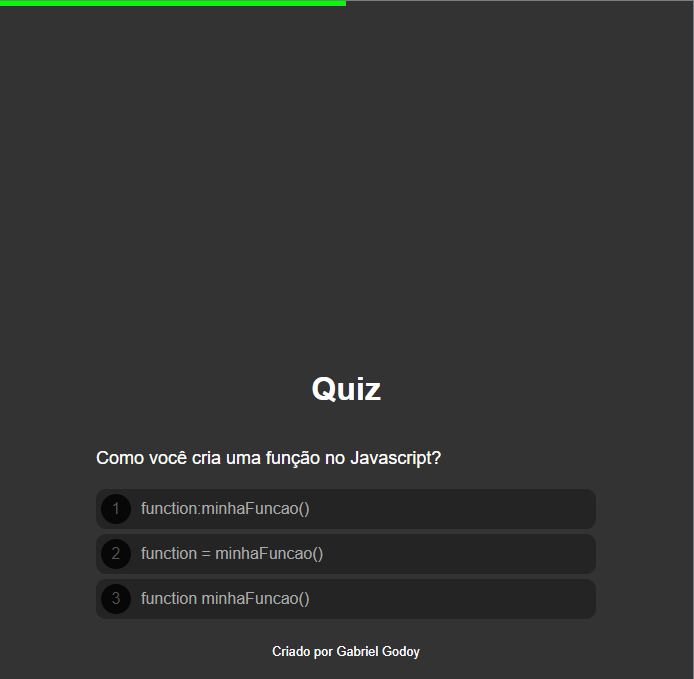 Quiz
Como você cria uma função no Javascript?
1 function:minhaFuncao()
2 function = minhaFuncao()
3 function minhaFuncao()
Criado por Gabriel Godoy